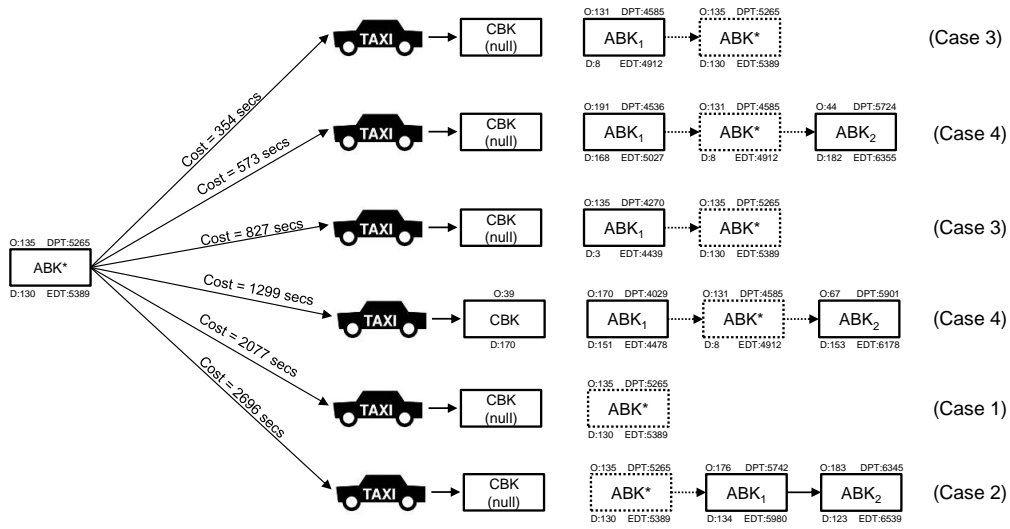 O:131 DPT:4585 O:135 DPT:5265
Cost = 354 secs TAXI CBK (null) ABK1 ABK* (Case 3)
D:8 EDT:4912 D:130 EDT:5389
O:191 DPT:4536 O:131 DPT:4585 O:44 DPT:5724
Cost = 573 secs TAXI CBK (null) ABK1 ABK* ABK2 (Case 4)
D:168 EDT:5027 D:8 EDT:4912 D:182 EDT:6355
O:135 DPT:4270 O:135 DPT:5265
Cost = 827 secs TAXI CBK (null) ABK1 ABK* (Case 3)
D:3 EDT:4439 D:130 EDT:5389
O:135 DPT:5265
ABK*
D:130 EDT:5389
O:39 O:170 DPT:4029 O:131 DPT:4585 O:67 DPT:5901
Cost = 1299 secs TAXI CBK ABK1 ABK* ABK2 (Case 4)
D:170 D:151 EDT:4478 D:8 EDT:4912 D:153 EDT:6178
O:135 DPT:5265
Cost = 2077 secs TAXI CBK (null) ABK* (Case 1)
D:130 EDT:5389
O:135 DPT:5265 O:176 DPT:5742 O:183 DPT:6345
Cost = 2696 secs TAXI CBK (null) ABK* ABK1 ABK2 (Case 2)
D:130 EDT:5389 D:134 EDT:5980 D:123 EDT:6539